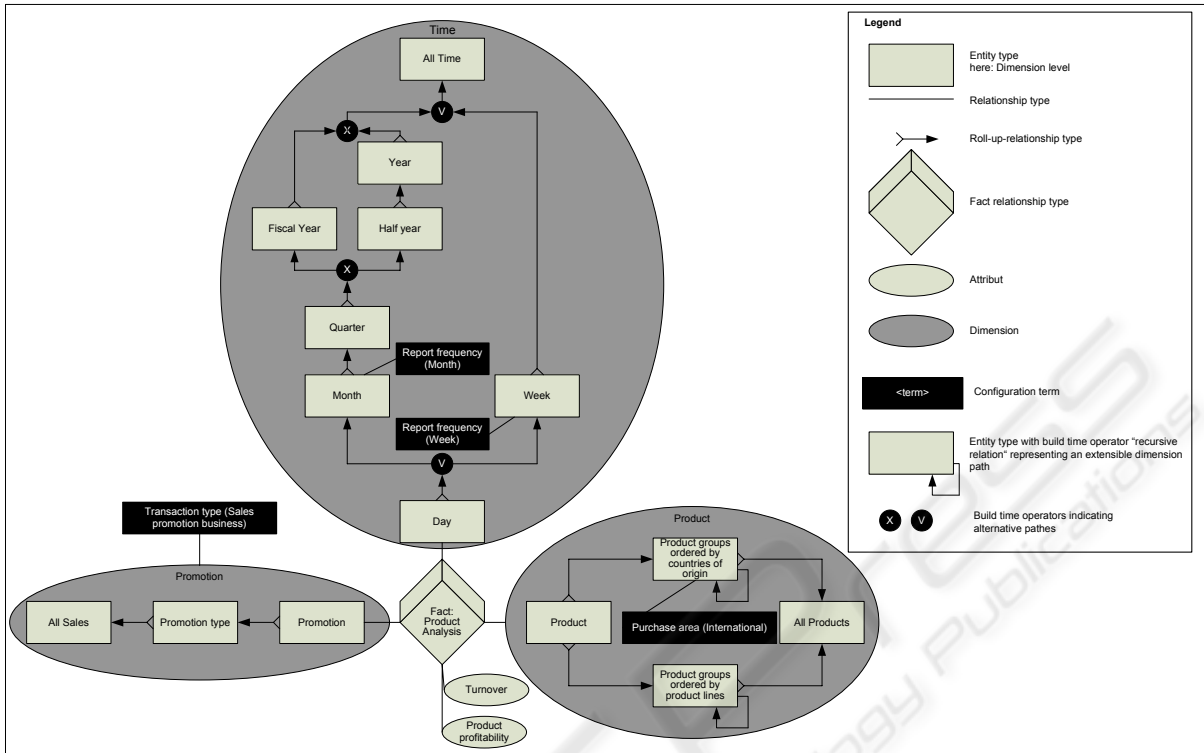 Time
All Time
V
X
Year
Fiscal Year
Half year
X
Quarter
Report frequency
(Month)
Month
Week
Report frequency
(Week)
V
Day
Transaction type (Sales
promotion business)
Promotion
All Sales
Promotion type
Promotion
Fact:
Product
Analysis
Turnover
Product
profitability
Product
Product groups
ordered by
countries of
origin
Product
Purchase area (International)
All Products
Product groups
ordered by
product lines
Legend
Entity type
here: Dimension level
Relationship type
Roll-up-relationship type
Fact relationship type
Attribut
Dimension
<term>
Configuration term
Entity type with build time operator “recursive
relation“ representing an extensible dimension
path
X
V
Build time operators indicating
alternative pathes